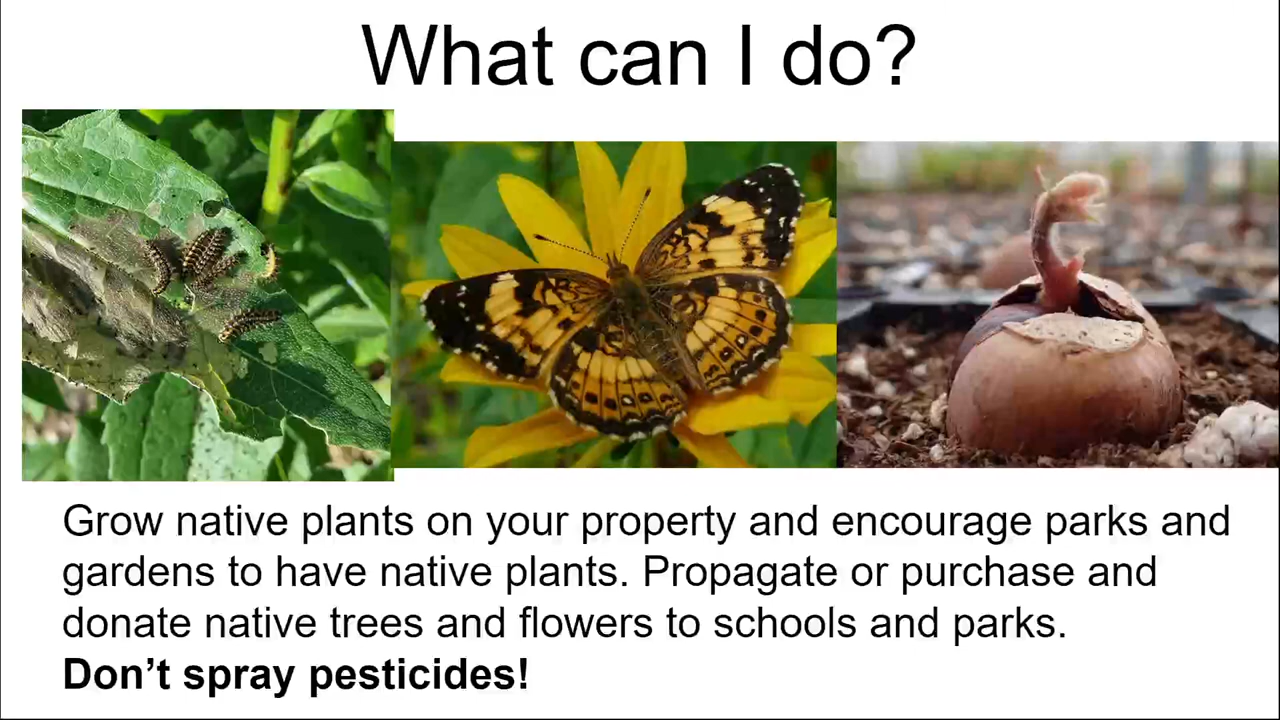 What can I do?
Grow native plants on your property and encourage parks and
gardens to have native plants. Propagate or purchase and
donate native trees and flowers to schools and parks.
Don’t spray pesticides!